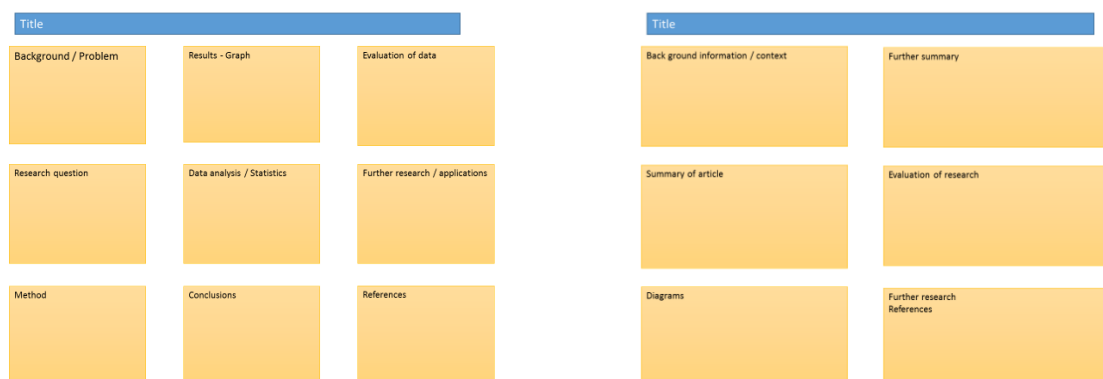 Title
Background / Problem
Results - Graph
Evaluation of data
Research question
Data analysis / Statistics
Further research / applications
Method
Conclusions
References
Title
Back ground information / context
Further summary
Summary of article
Evaluation of research
Diagrams
Further research
References